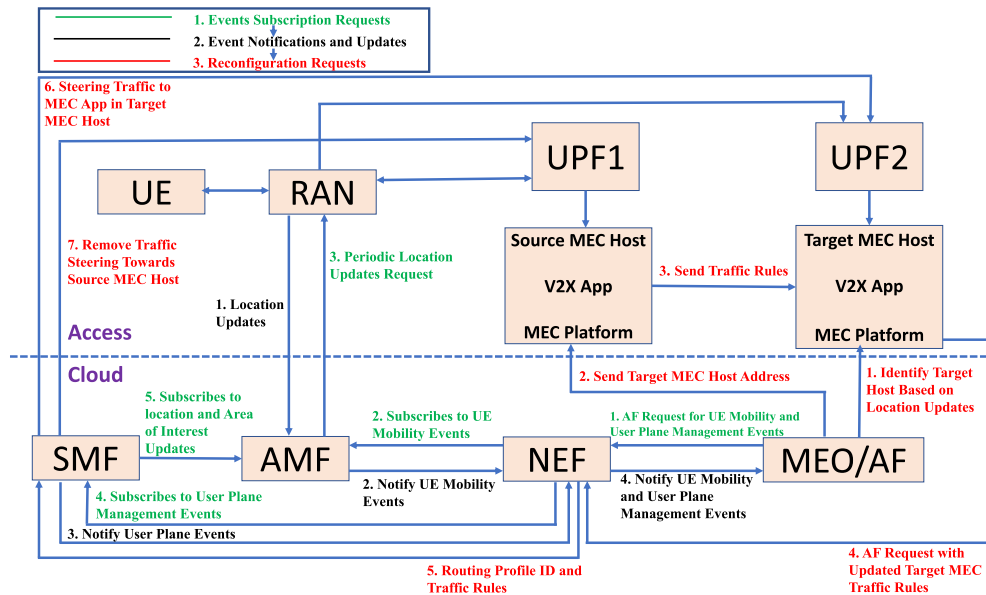 1. Events Subscription Requests
2. Event Notifications and Updates
3. Reconfiguration Requests
6. Steering Traffic to
MEC App in Target
MEC Host
UPF1
UPF2
UE
RAN
7. Remove Traffic
Steering Towards
Source MEC Host
3. Periodic Location
Updates Request
1. Location
Updates
Source MEC Host
V2X App
MEC Platform
3. Send Traffic Rules
Target MEC Host
V2X App
MEC Platform
Access
Cloud
2. Send Target MEC Host Address
1. Identify Target
Host Based on
Location Updates
5. Subscribes to
location and Area
of Interest
Updates
2. Subscribes to UE
Mobility Events
1. AF Request for UE Mobility and
User Plane Management Events
SMF
AMF
NEF
MEO/AF
2. Notify UE Mobility
Events
4. Notify UE Mobility
and User Plane
Management Events
4. Subscribes to User Plane
Management Events
3. Notify User Plane Events
5. Routing Profile ID and
Traffic Rules
4. AF Request with
Updated Target MEC
Traffic Rules